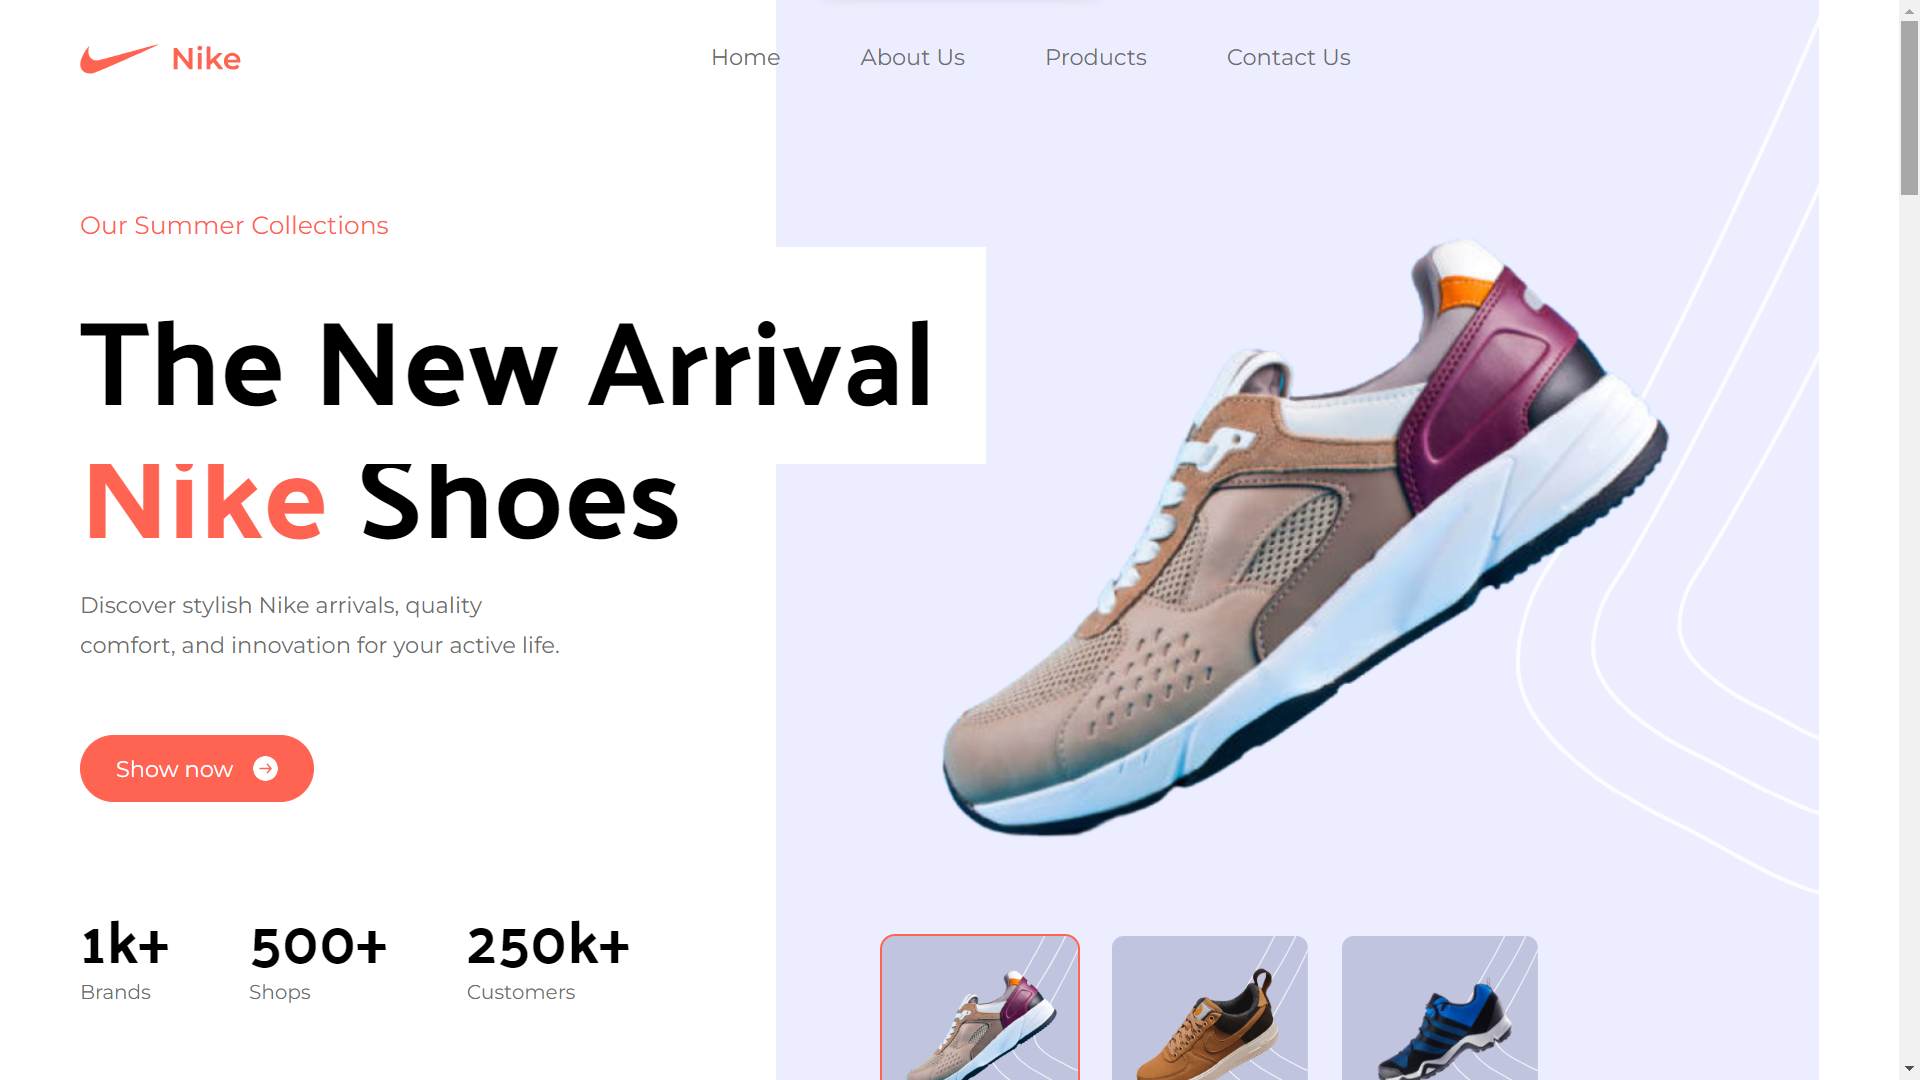 Nike
Home About Us Products Contact Us
Our Summer Collections
The New Arrival
Nike Shoes
Discover stylish Nike arrivals, quality
comfort, and innovation for your active life.
Show now
1k+ 500+ 250k+
Brands Shops Customers